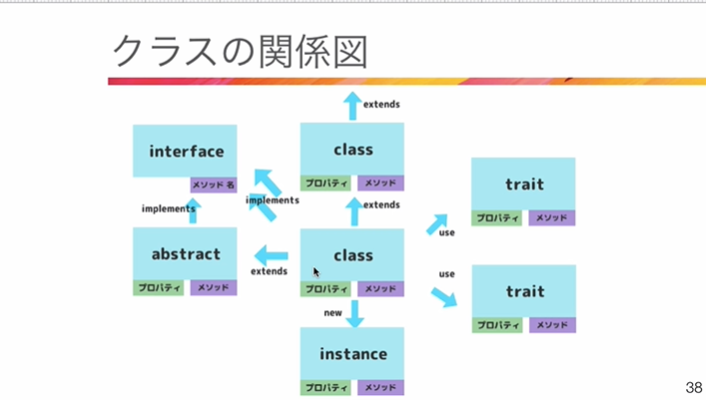 クラスの関係図
extends
interface
メソッド 名
class
プロパティ メソッド
trait
プロパティ メソッド
implements
implements
extends
use
abstract
プロパティ メソッド
extends
class
プロパティ メソッド
use
trait
プロパティ メソッド
new
instance
プロパティ メソッド
38